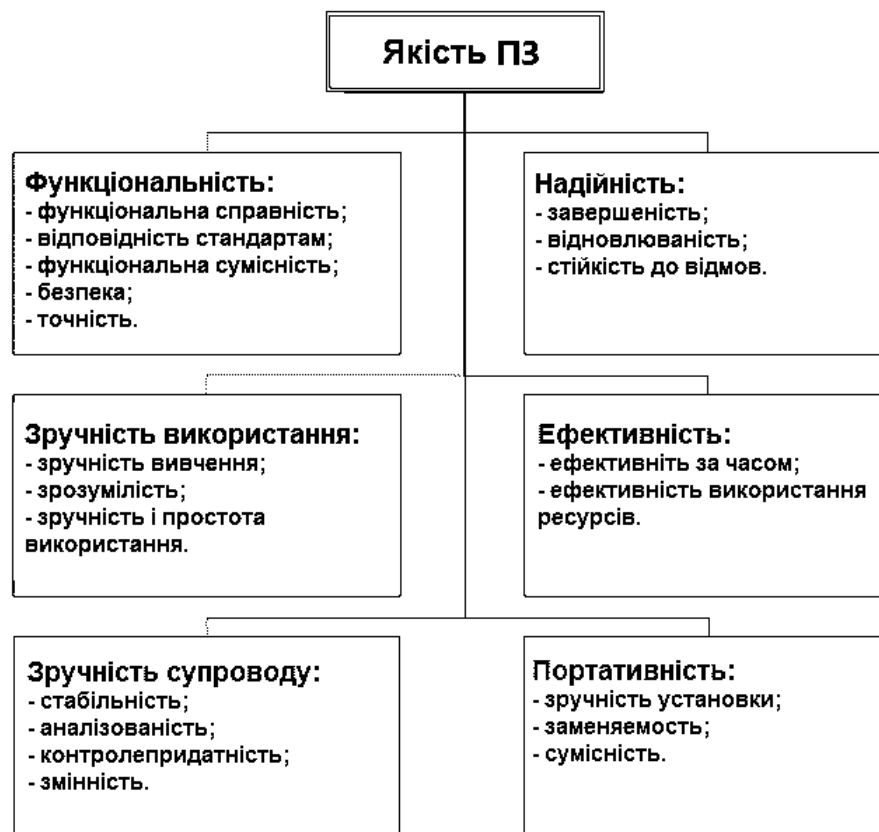 Якість ПЗ
Функціональність:
- функціональна справність;
- відповідність стандартам;
- функціональна сумісність;
- безпека;
- точність.
Надійність:
- завершеність;
- відновлюваність;
- стійкість до відмов.
Зручність використання:
- зручність вивчення;
- зрозумілість;
- зручність і простота
використання.
Ефективність:
- ефективніть за часом;
- ефективність використання
ресурсів.
Зручність супроводу:
- стабільність;
- аналізованість;
- контролепридатність;
- змінність.
Портативність:
- зручність установки;
- заменяемость;
- сумісність.